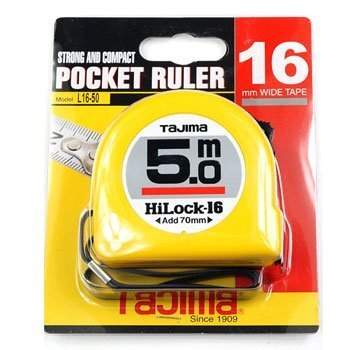 STRONG AND COMPACT
POCKET RULER
Model L16-50
16
mm WIDE TAPE
TAJIMA
5.0 m
HiLock-16
◀Add 70mm▶
TAJIMA
Since 1909